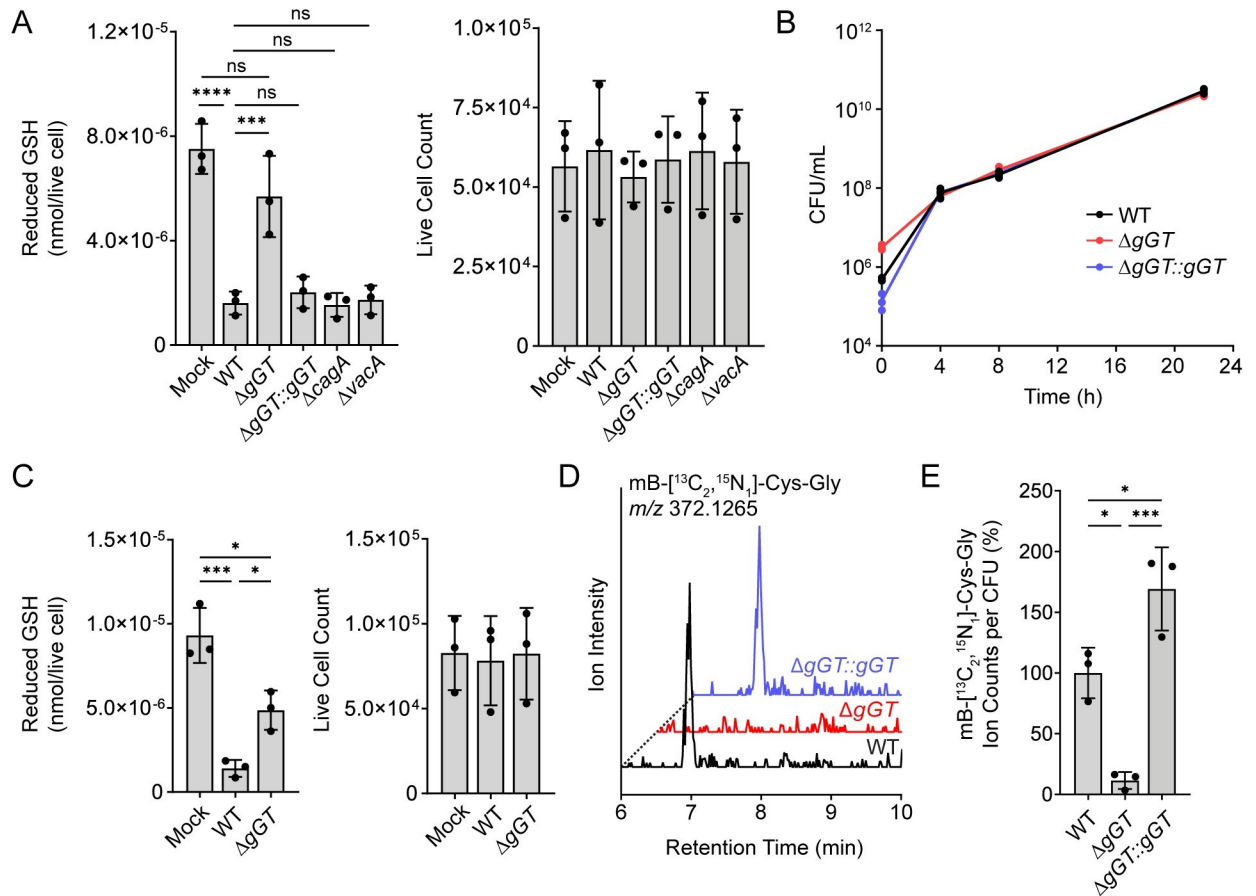 A
Reduced GSH
(nmol/live cell)
1.2×10⁻⁵
8.0×10⁻⁶
4.0×10⁻⁶
0
ns
ns
ns
ns
****
***
Mock
WT
ΔgGT
ΔgGT::gGT
ΔcagA
ΔvacA
Live Cell Count
1.0×10⁵
7.5×10⁴
5.0×10⁴
2.5×10⁴
0
Mock
WT
ΔgGT
ΔgGT::gGT
ΔcagA
ΔvacA
B
CFU/mL
10¹²
10¹⁰
10⁸
10⁶
10⁴
WT
ΔgGT
ΔgGT::gGT
0 4 8 12 16 20 24
Time (h)
C
Reduced GSH
(nmol/live cell)
1.5×10⁻⁵
1.0×10⁻⁵
5.0×10⁻⁶
0
*
*** *
Mock
WT
ΔgGT
Live Cell Count
1.5×10⁵
1.0×10⁵
5.0×10⁴
0
Mock
WT
ΔgGT
D
mB-[¹³C₂,¹⁵N₁]-Cys-Gly
m/z 372.1265
Ion Intensity
ΔgGT::gGT
ΔgGT
WT
6 7 8 9 10
Retention Time (min)
E
mB-[¹³C₂,¹⁵N₁]-Cys-Gly
Ion Counts per CFU (%)
250
200
150
100
50
0
*
* ***
WT
ΔgGT
ΔgGT::gGT